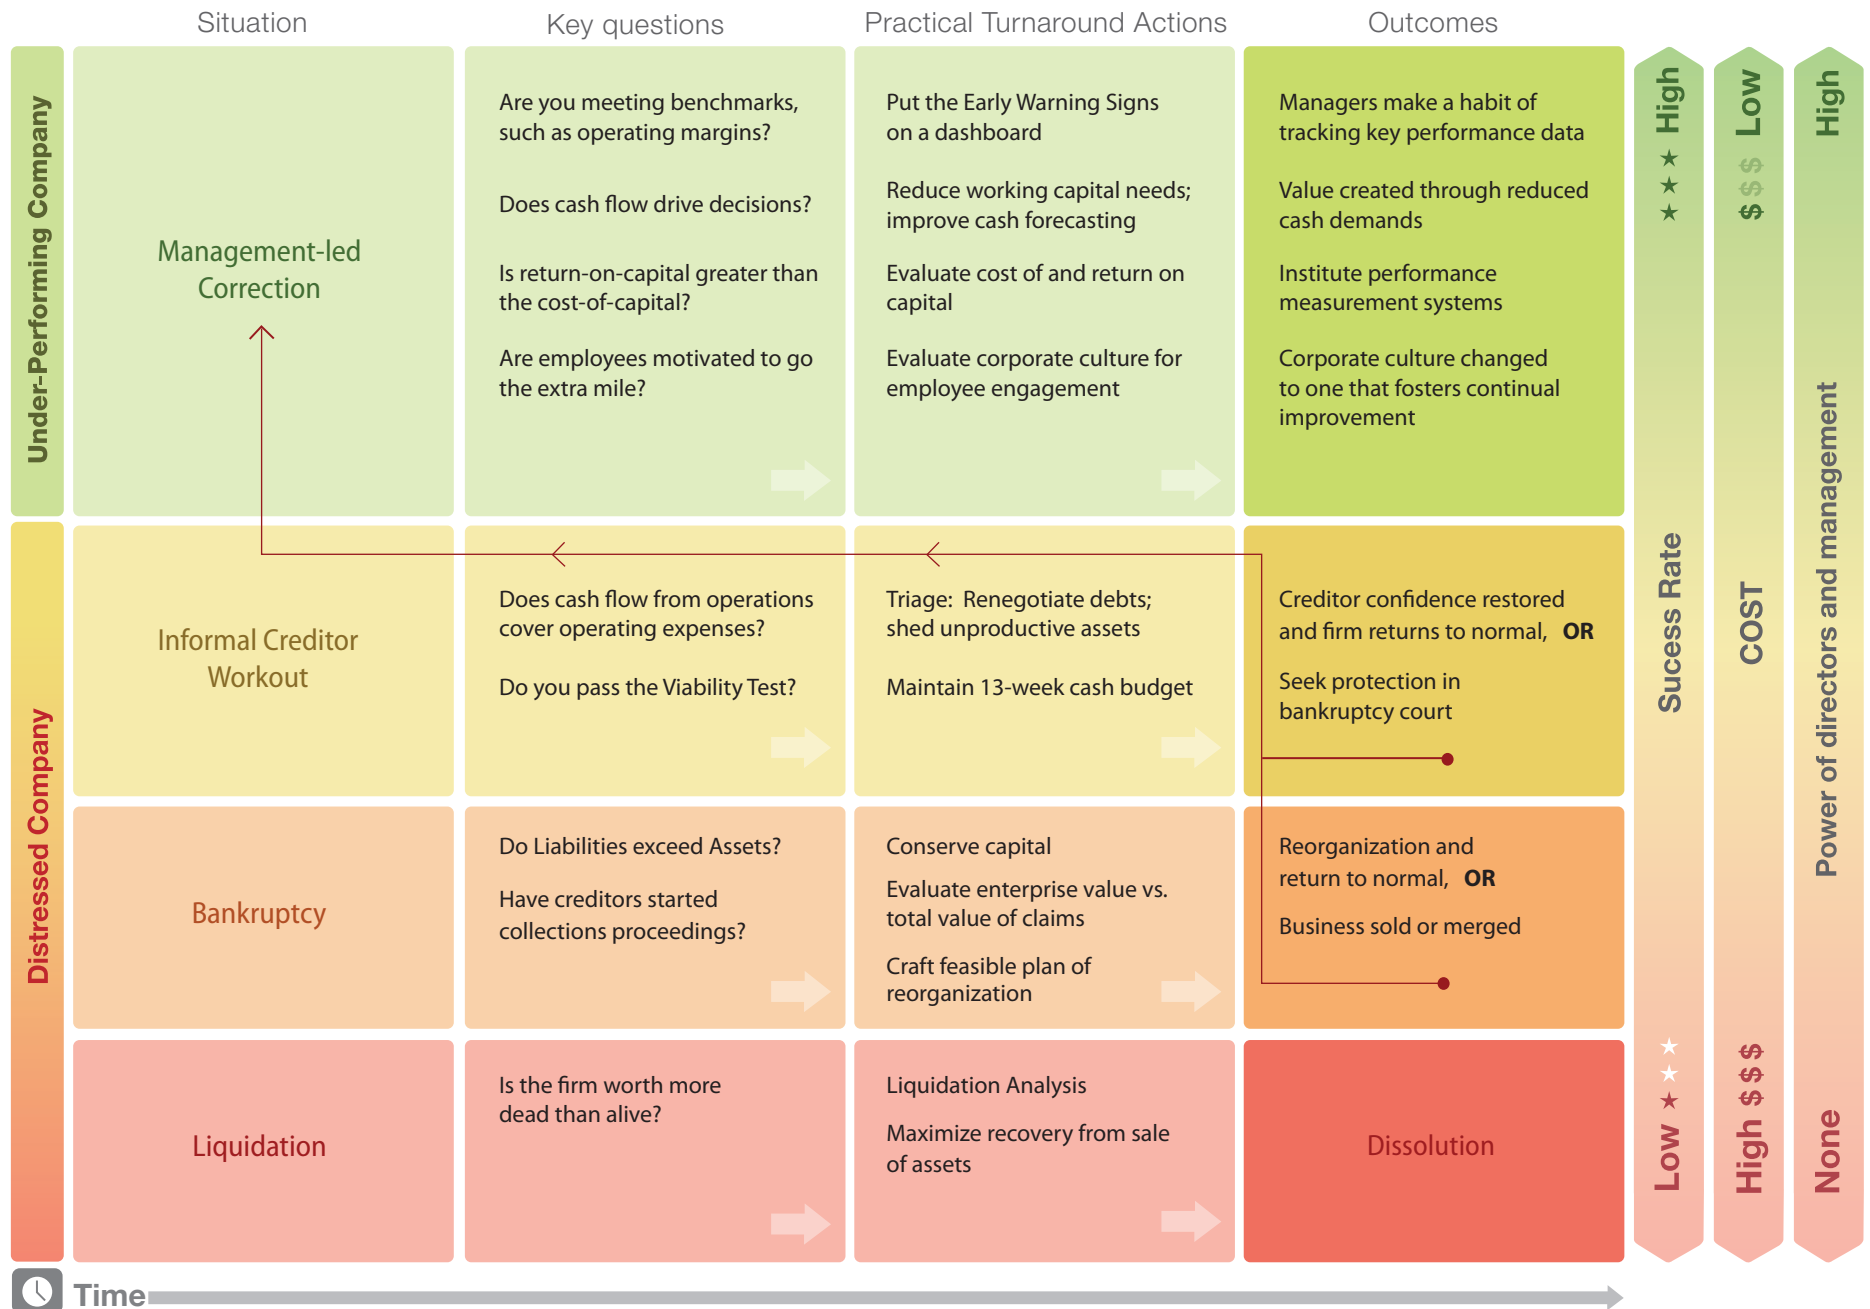 Situation
Key questions
Practical Turnaround Actions
Outcomes
Under-Performing Company
Management-led
Correction
Are you meeting benchmarks,
such as operating margins?
Does cash flow drive decisions?
Is return-on-capital greater than
the cost-of-capital?
Are employees motivated to go
the extra mile?
Put the Early Warning Signs
on a dashboard
Reduce working capital needs;
improve cash forecasting
Evaluate cost of and return on
capital
Evaluate corporate culture for
employee engagement
Managers make a habit of
tracking key performance data
Value created through reduced
cash demands
Institute performance
measurement systems
Corporate culture changed
to one that fosters continual
improvement
Distressed Company
Informal Creditor
Workout
Does cash flow from operations
cover operating expenses?
Do you pass the Viability Test?
Triage: Renegotiate debts;
shed unproductive assets
Maintain 13-week cash budget
Creditor confidence restored
and firm returns to normal, OR
Seek protection in
bankruptcy court
Bankruptcy
Do Liabilities exceed Assets?
Have creditors started
collections proceedings?
Conserve capital
Evaluate enterprise value vs.
total value of claims
Craft feasible plan of
reorganization
Reorganization and
return to normal, OR
Business sold or merged
Liquidation
Is the firm worth more
dead than alive?
Liquidation Analysis
Maximize recovery from sale
of assets
Dissolution
Low ★ ★ ★ Sucess Rate ★ ★ ★ High
High $ $ $ COST $ $ $ Low
None Power of directors and management High
Time